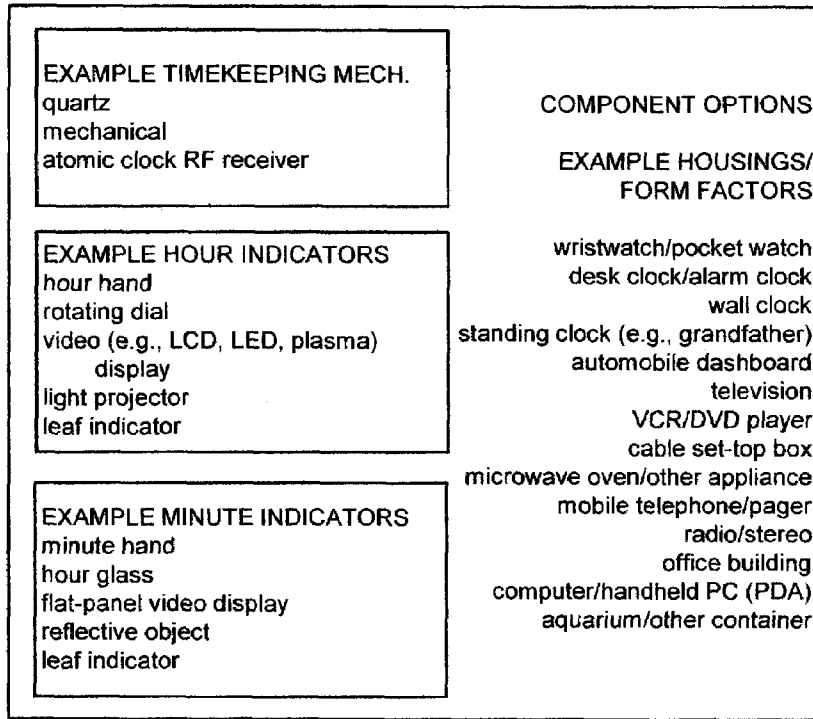 EXAMPLE TIMEKEEPING MECH.
quartz
mechanical
atomic clock RF receiver
EXAMPLE HOUR INDICATORS
hour hand
rotating dial
video (e.g., LCD, LED, plasma)
display
light projector
leaf indicator
EXAMPLE MINUTE INDICATORS
minute hand
hour glass
flat-panel video display
reflective object
leaf indicator
COMPONENT OPTIONS
EXAMPLE HOUSINGS/
FORM FACTORS
wristwatch/pocket watch
desk clock/alarm clock
wall clock
standing clock (e.g., grandfather)
automobile dashboard
television
VCR/DVD player
cable set-top box
microwave oven/other appliance
mobile telephone/pager
radio/stereo
office building
computer/handheld PC (PDA)
aquarium/other container